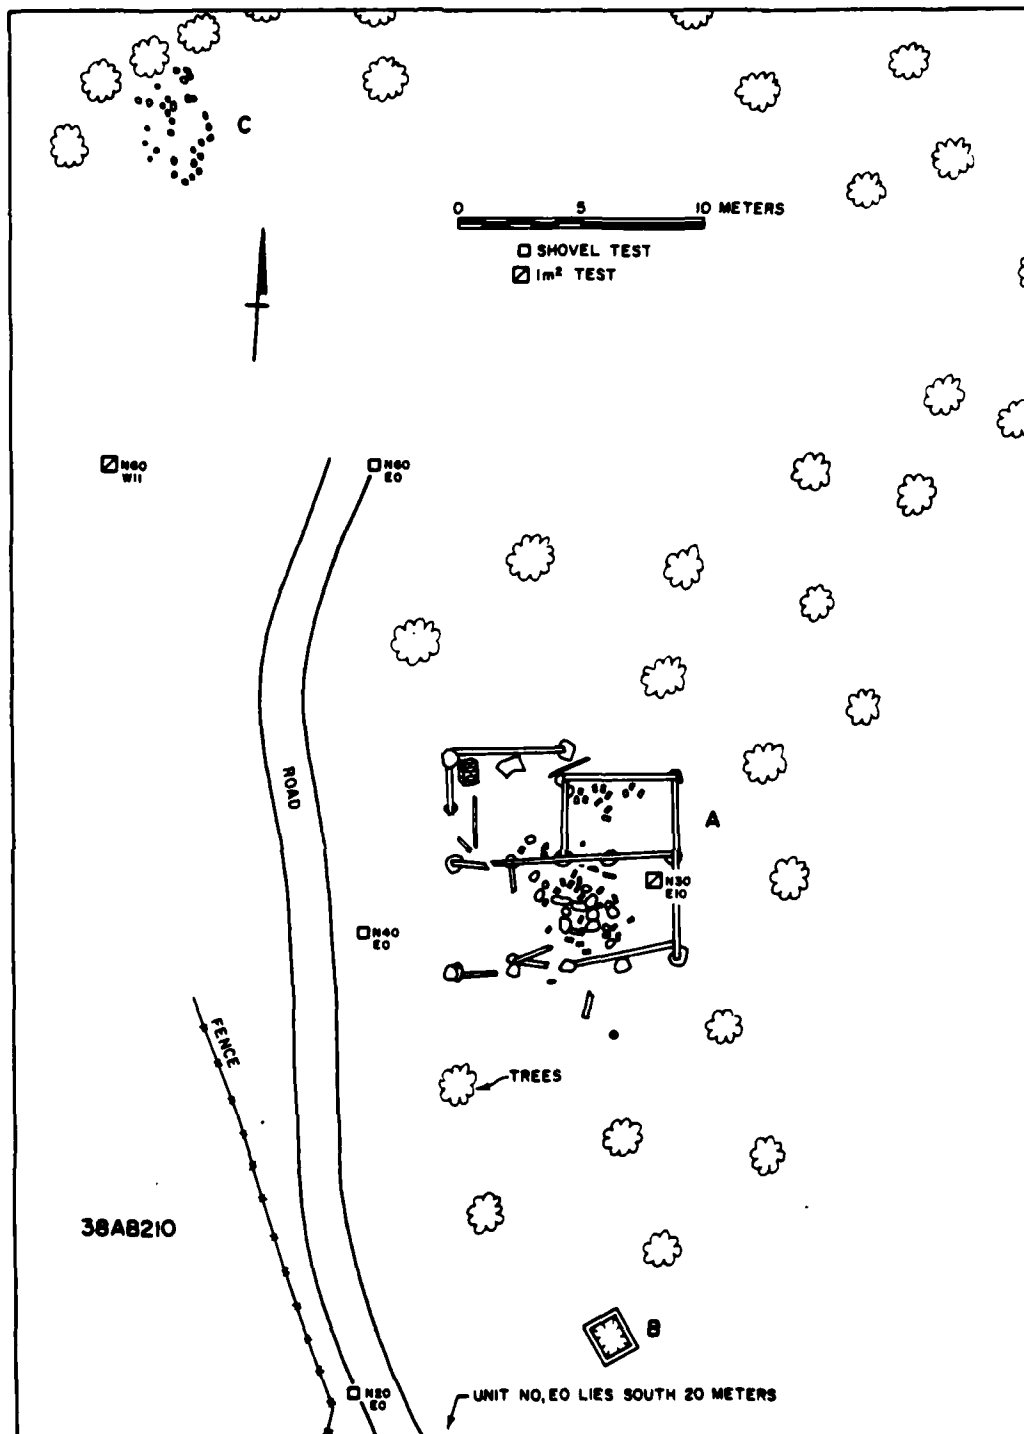 C
0 5 10 METERS
SHOVEL TEST
1m² TEST
N60
W11
N60
E0
ROAD
A
N30
E10
N40
E0
FENCE
TREES
38AB210
B
N20
E0
UNIT N0, E0 LIES SOUTH 20 METERS